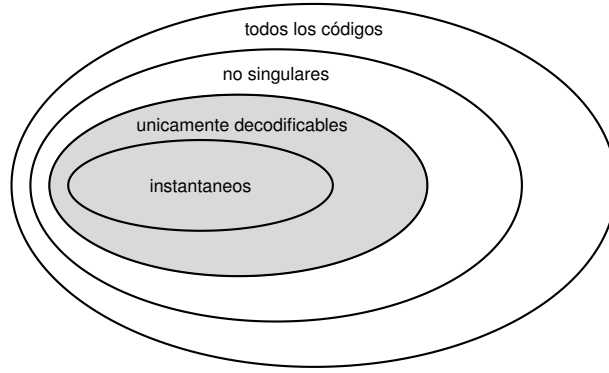 todos los códigos
no singulares
unicamente decodificables
instantaneos